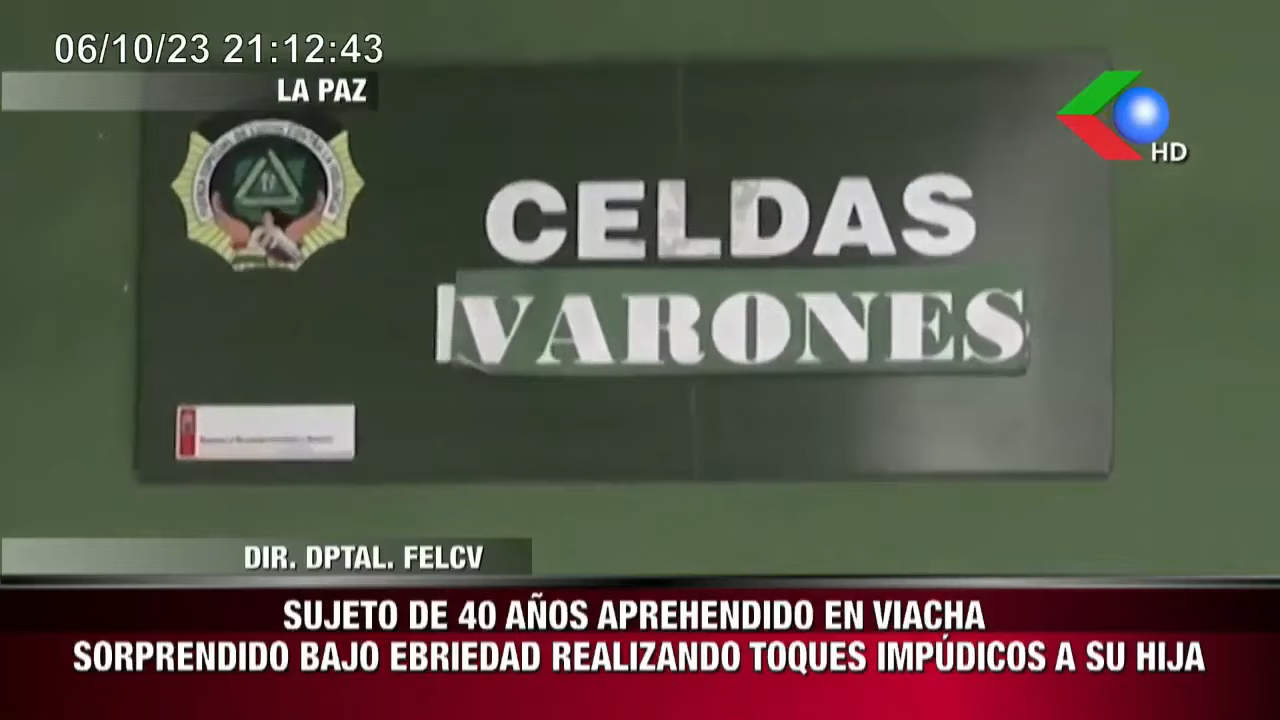 06/10/23 21:12:43
LA PAZ
HD
CELDAS
VARONES
DIR. DPTAL. FELCV
SUJETO DE 40 AÑOS APREHENDIDO EN VIACHA
SORPRENDIDO BAJO EBRIEDAD REALIZANDO TOQUES IMPÚDICOS A SU HIJA